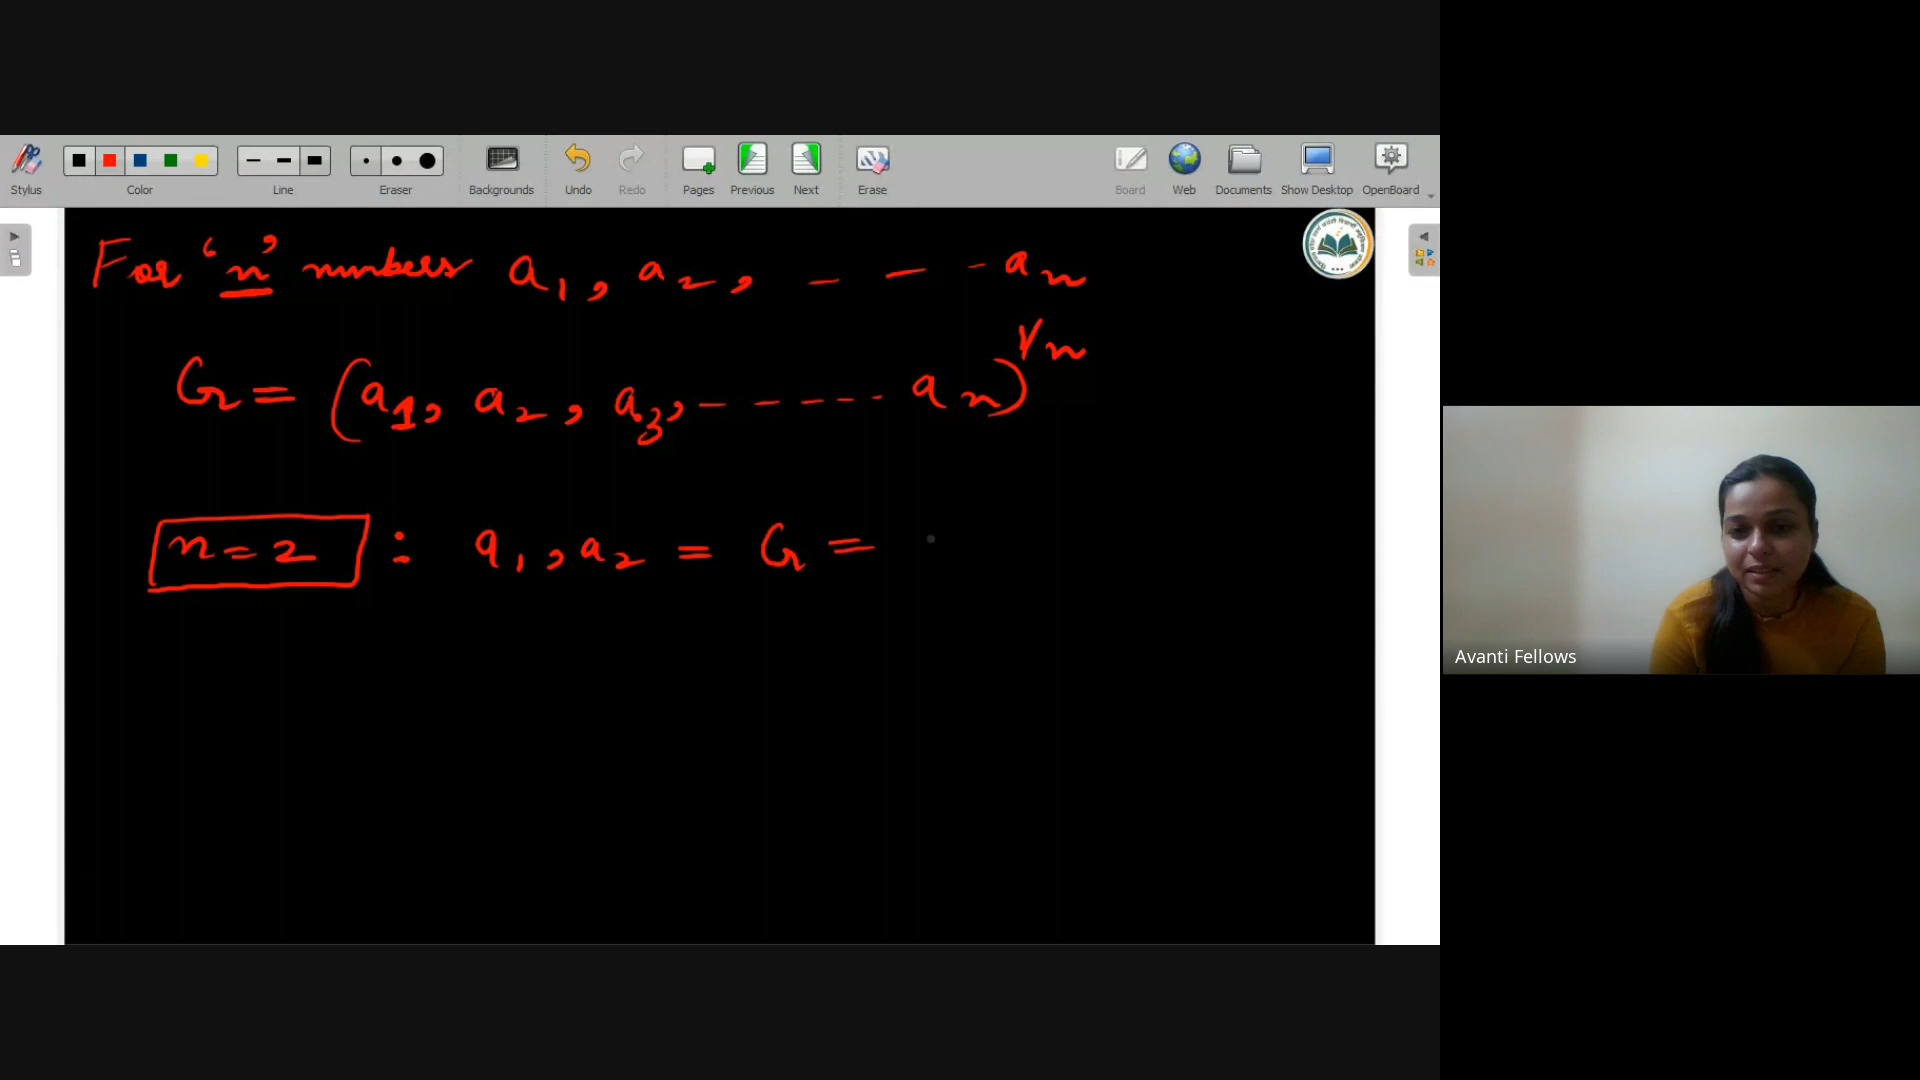 Stylus Color Line Eraser Backgrounds Undo Redo Pages Previous Next Erase Board Web Documents Show Desktop OpenBoard
For 'n' numbers a₁, a₂, - - - aₙ
G = (a₁, a₂, a₃, ------ aₙ)^1/n
n = 2 : a₁, a₂ = G =
Avanti Fellows